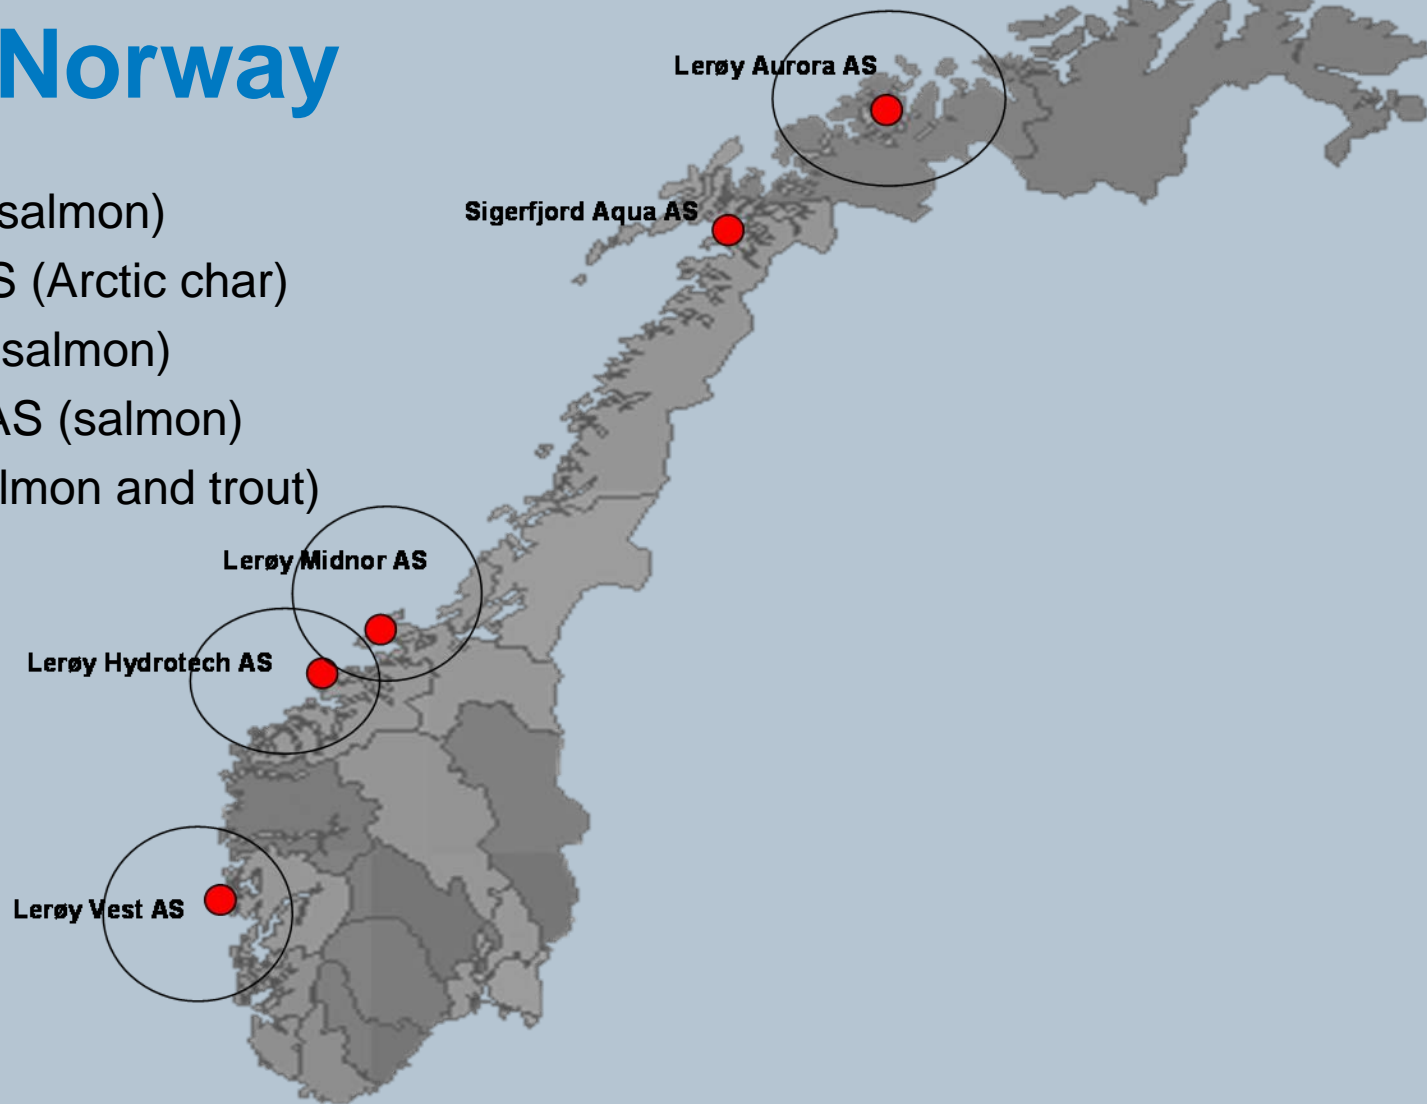 Norway
salmon)
S (Arctic char)
salmon)
AS (salmon)
lmon and trout)
Lerøy Aurora AS
Sigerfjord Aqua AS
Lerøy Midnor AS
Lerøy Hydrotech AS
Lerøy Vest AS